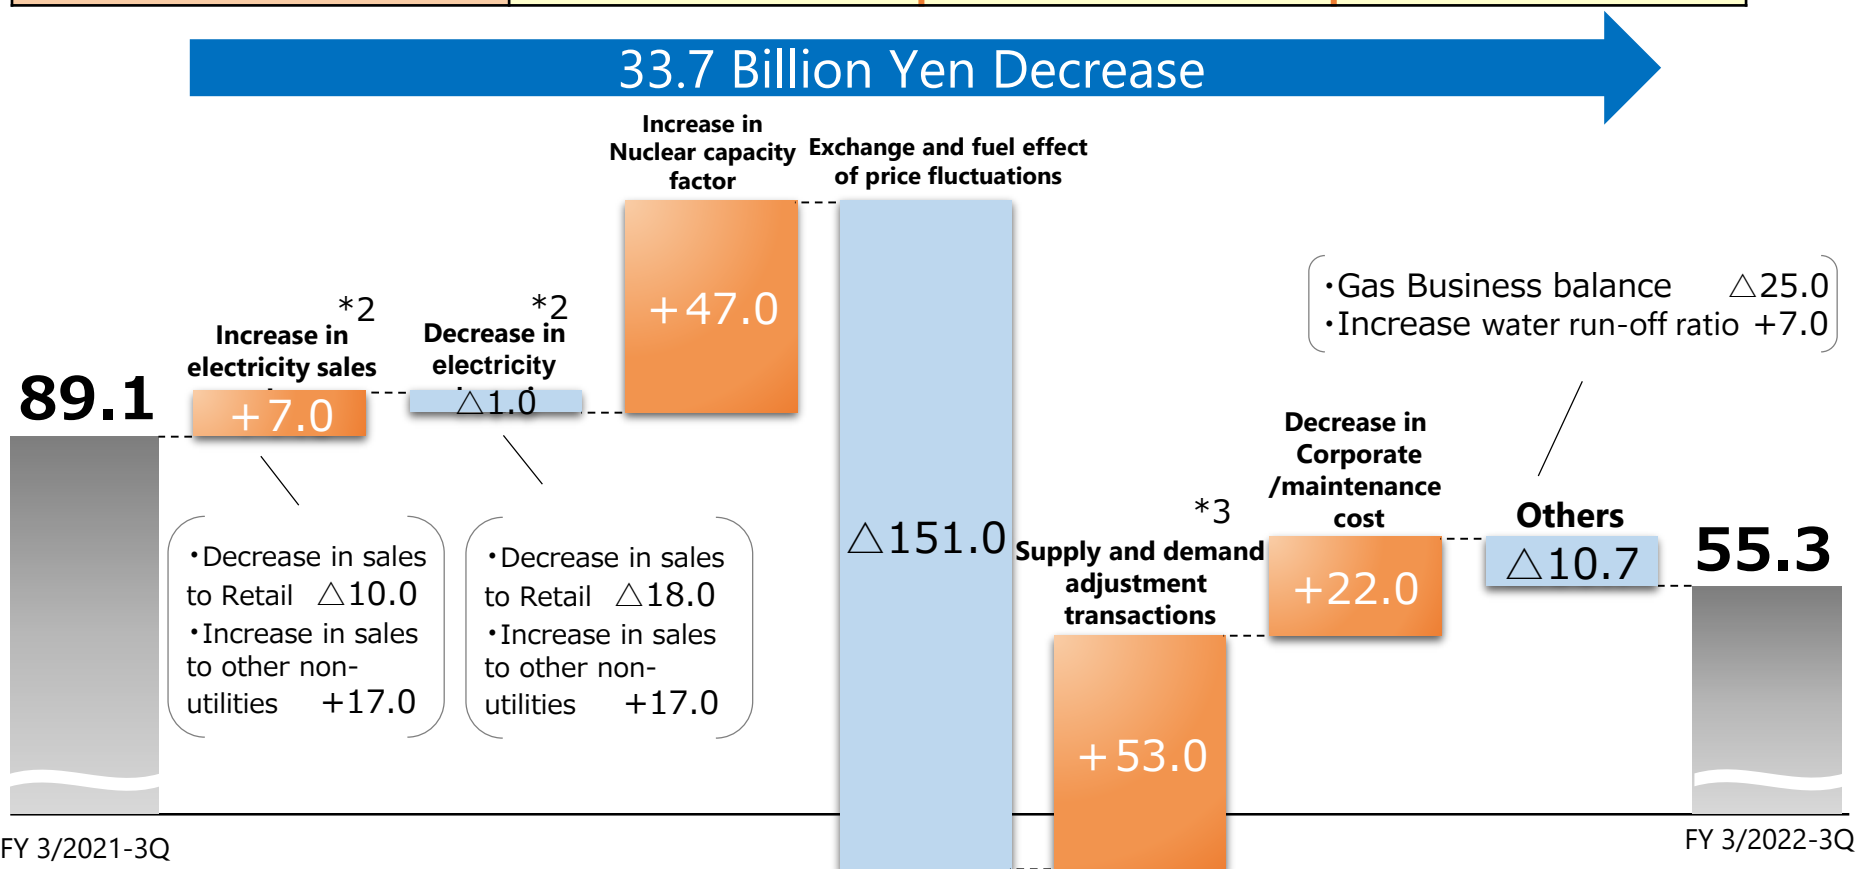 33.7 Billion Yen Decrease
Increase in
Nuclear capacity
factor
Exchange and fuel effect
of price fluctuations
+47.0
*2
Increase in
electricity sales
*2
Decrease in
electricity
89.1
+7.0
△1.0
・Gas Business balance △25.0
・Increase water run-off ratio +7.0
・Decrease in sales
to Retail △10.0
・Increase in sales
to other non-
utilities +17.0
・Decrease in sales
to Retail △18.0
・Increase in sales
to other non-
utilities +17.0
△151.0
*3
Supply and demand
adjustment
transactions
+53.0
Decrease in
Corporate
/maintenance
cost
+22.0
Others
△10.7
55.3
FY 3/2021-3Q
FY 3/2022-3Q